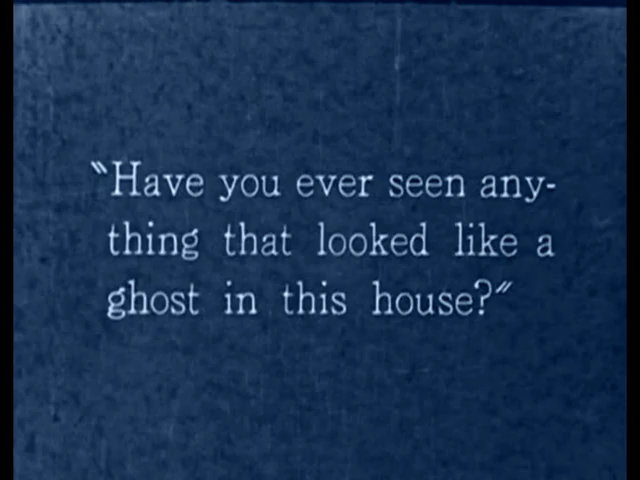 "Have you ever seen any-
thing that looked like a
ghost in this house?"